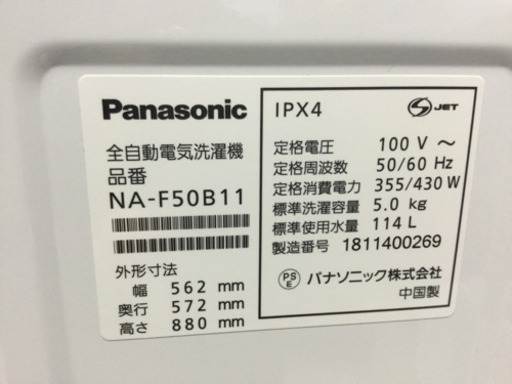 Panasonic
全自動電気洗濯機
品番
NA-F50B11
外形寸法
幅 562 mm
奥行 572 mm
高さ 880 mm
IPX4
S JET
定格電圧 100 V ～
定格周波数 50/60 Hz
定格消費電力 355/430 W
標準洗濯容量 5.0 kg
標準使用水量 114 L
製造番号 1811400269
PS E パナソニック株式会社
中国製